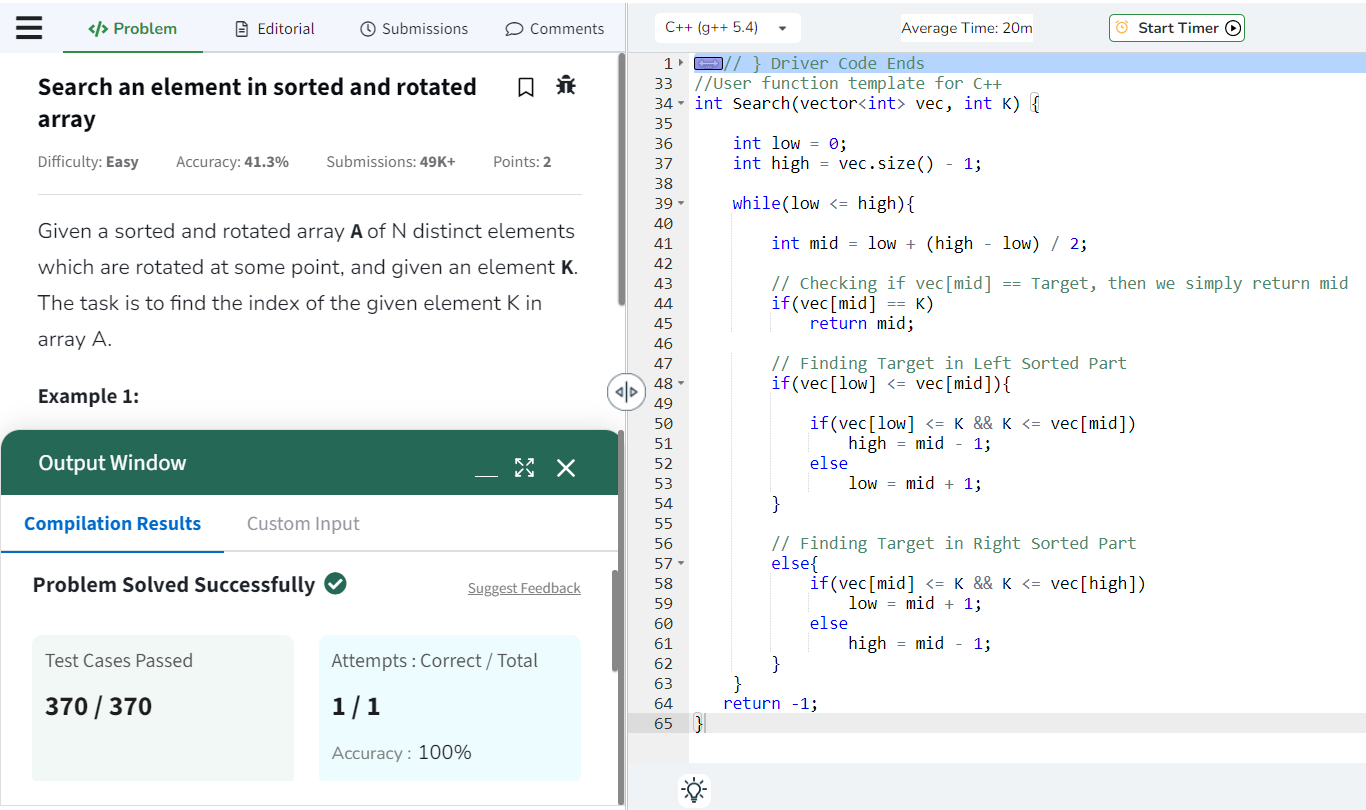 </> Problem
Editorial
Submissions
Comments
Search an element in sorted and rotated
array
Difficulty: Easy Accuracy: 41.3% Submissions: 49K+ Points: 2
Given a sorted and rotated array A of N distinct elements
which are rotated at some point, and given an element K.
The task is to find the index of the given element K in
array A.
Example 1:
Output Window
Compilation Results Custom Input
Problem Solved Successfully
Suggest Feedback
Test Cases Passed
370 / 370
Attempts : Correct / Total
1 / 1
Accuracy : 100%
C++ (g++ 5.4)
Average Time: 20m
Start Timer
1 // } Driver Code Ends
33 //User function template for C++
34 int Search(vector<int> vec, int K) {
35
36 int low = 0;
37 int high = vec.size() - 1;
38
39 while(low <= high){
40
41 int mid = low + (high - low) / 2;
42
43 // Checking if vec[mid] == Target, then we simply return mid
44 if(vec[mid] == K)
45 return mid;
46
47 // Finding Target in Left Sorted Part
48 if(vec[low] <= vec[mid]){
49
50 if(vec[low] <= K && K <= vec[mid])
51 high = mid - 1;
52 else
53 low = mid + 1;
54 }
55
56 // Finding Target in Right Sorted Part
57 else{
58 if(vec[mid] <= K && K <= vec[high])
59 low = mid + 1;
60 else
61 high = mid - 1;
62 }
63 }
64 return -1;
65 }